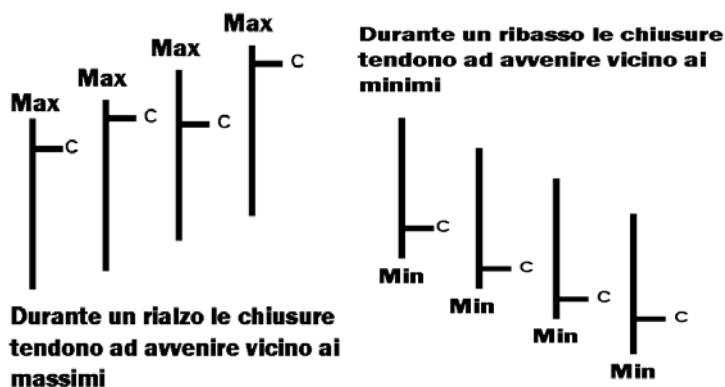 Max
C
Max
C
Max
C
Max
C
Durante un rialzo le chiusure
tendono ad avvenire vicino ai
massimi
Durante un ribasso le chiusure
tendono ad avvenire vicino ai
minimi
C
Min
C
Min
C
Min
C
Min